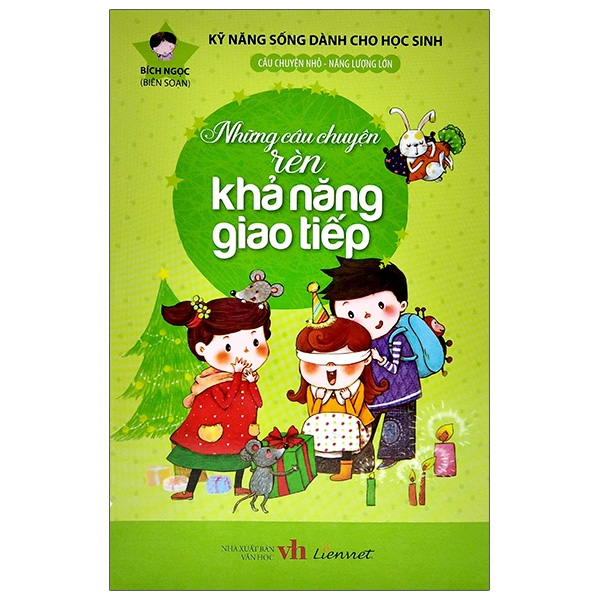 KỸ NĂNG SỐNG DÀNH CHO HỌC SINH
CÂU CHUYỆN NHỎ - NĂNG LƯỢNG LỚN
BÍCH NGỌC
(BIÊN SOẠN)
Những câu chuyện
rèn
khả năng
giao tiếp
NHÀ XUẤT BẢN
VĂN HỌC
vh
Lienviet